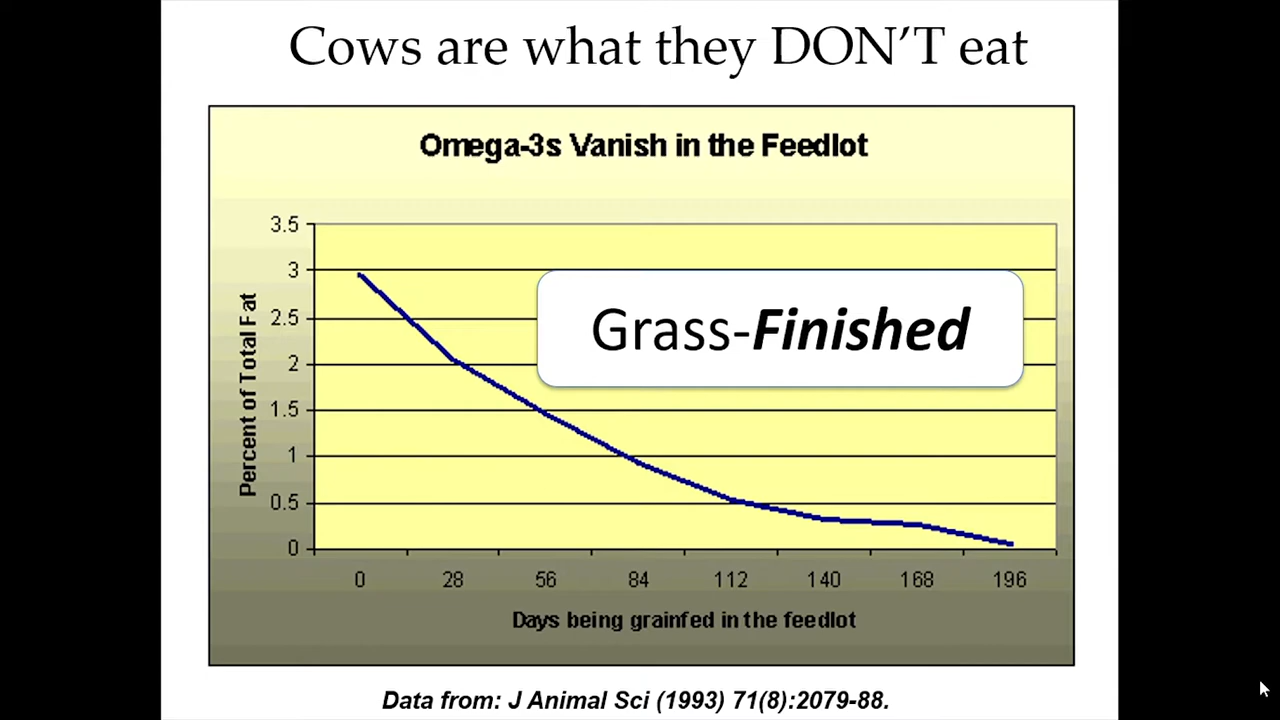 Cows are what they DON’T eat
Omega-3s Vanish in the Feedlot
Percent of Total Fat
3.5
3
2.5
2
1.5
1
0.5
0
Grass-Finished
0 28 56 84 112 140 168 196
Days being grainfed in the feedlot
Data from: J Animal Sci (1993) 71(8):2079-88.